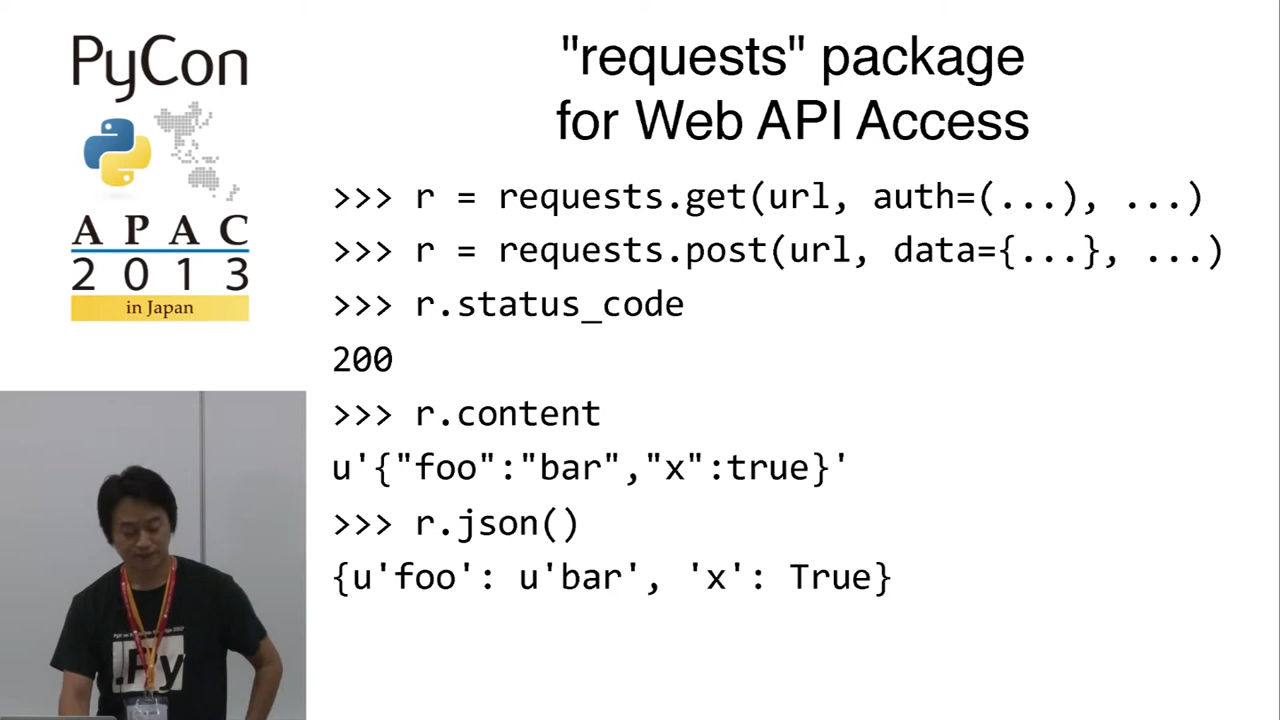 PyCon
APAC
2013
in Japan
"requests" package
for Web API Access
>>> r = requests.get(url, auth=(...), ...)
>>> r = requests.post(url, data={...}, ...)
>>> r.status_code
200
>>> r.content
u'{"foo":"bar","x":true}'
>>> r.json()
{u'foo': u'bar', 'x': True}
.Py